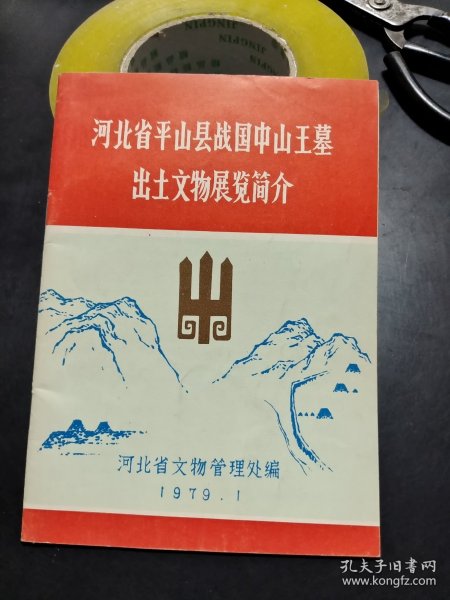 JINGPIN
河北省平山县战国中山王墓
出土文物展览简介
河北省文物管理处编
1979.1
孔夫子旧书网
www.kongfz.com